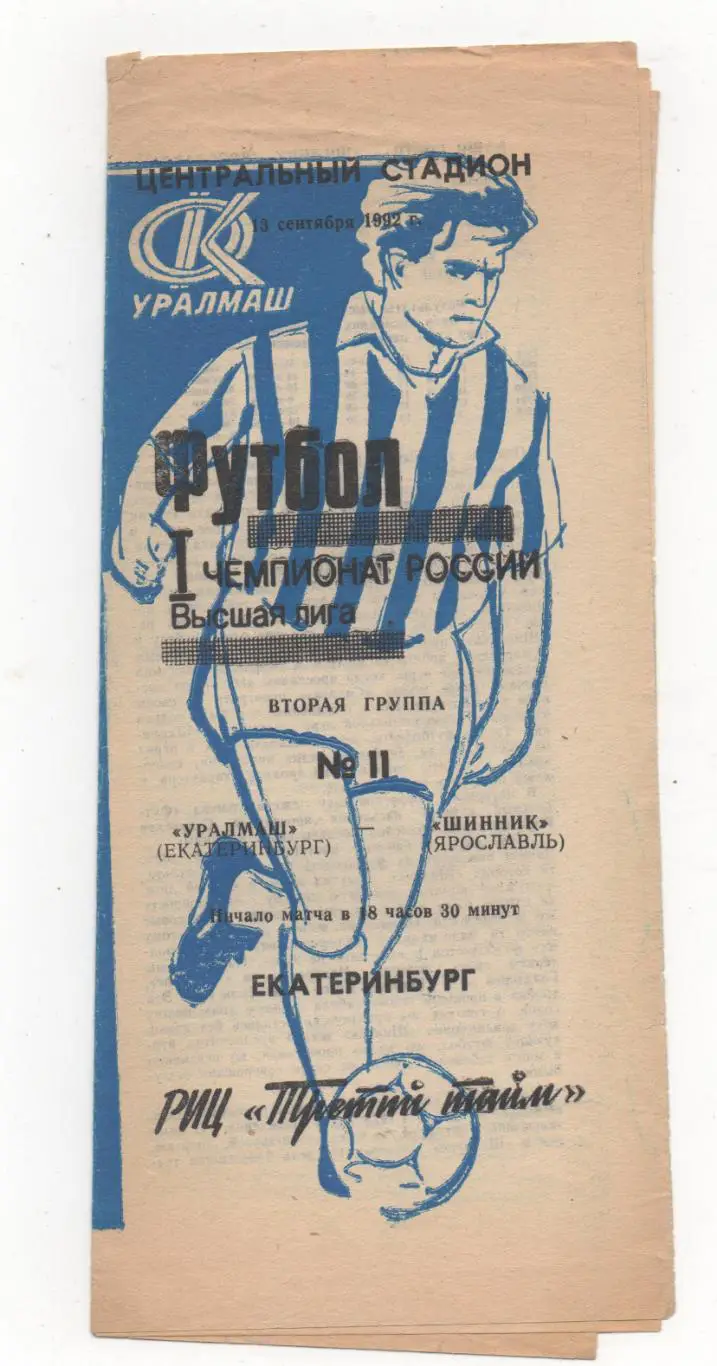 ЦЕНТРАЛЬНЫЙ СТАДИОН
13 сентября 1992 г.
ФК
УРАЛМАШ
Футбол
I ЧЕМПИОНАТ РОССИИ
Высшая лига
ВТОРАЯ ГРУППА
№ 11
«УРАЛМАШ» — «ШИННИК»
(ЕКАТЕРИНБУРГ) (ЯРОСЛАВЛЬ)
Начало матча в 18 часов 30 минут
ЕКАТЕРИНБУРГ
РИЦ «Третий тайм»